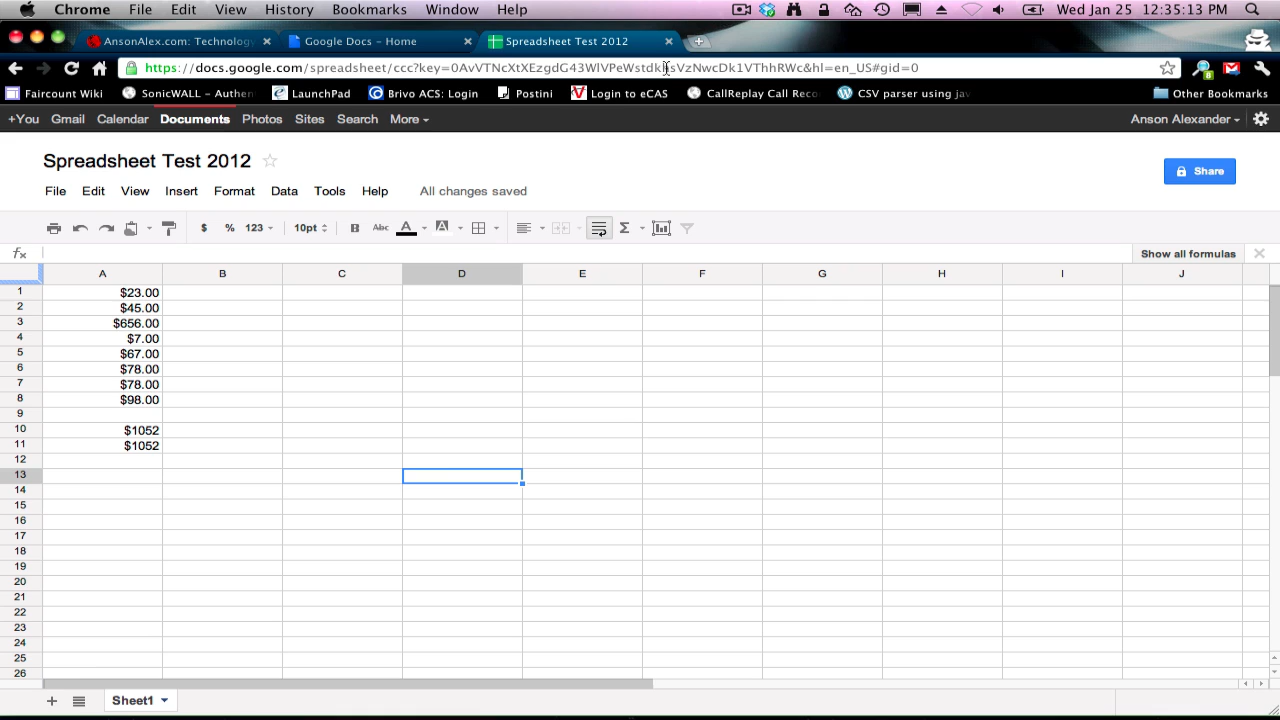 Chrome File Edit View History Bookmarks Window Help Wed Jan 25 12:35:13 PM
AnsonAlex.com: Technology Google Docs - Home Spreadsheet Test 2012
https://docs.google.com/spreadsheet/ccc?key= &hl=en_US#gid=0 8
Faircount Wiki SonicWALL - Authen LaunchPad Brivo ACS: Login Postini Login to eCAS CallReplay Call Reco CSV parser using jav Other Bookmarks
+You Gmail Calendar Documents Photos Sites Search More Anson Alexander
Spreadsheet Test 2012
Share
File Edit View Insert Format Data Tools Help All changes saved
$ % 123 10pt B Abc A A Σ
fx Show all formulas
A B C D E F G H I J
1 $23.00
2 $45.00
3 $656.00
4 $7.00
5 $67.00
6 $78.00
7 $78.00
8 $98.00
9
10 $1052
11 $1052
12
13
14
15
16
17
18
19
20
21
22
23
24
25
26
Sheet1